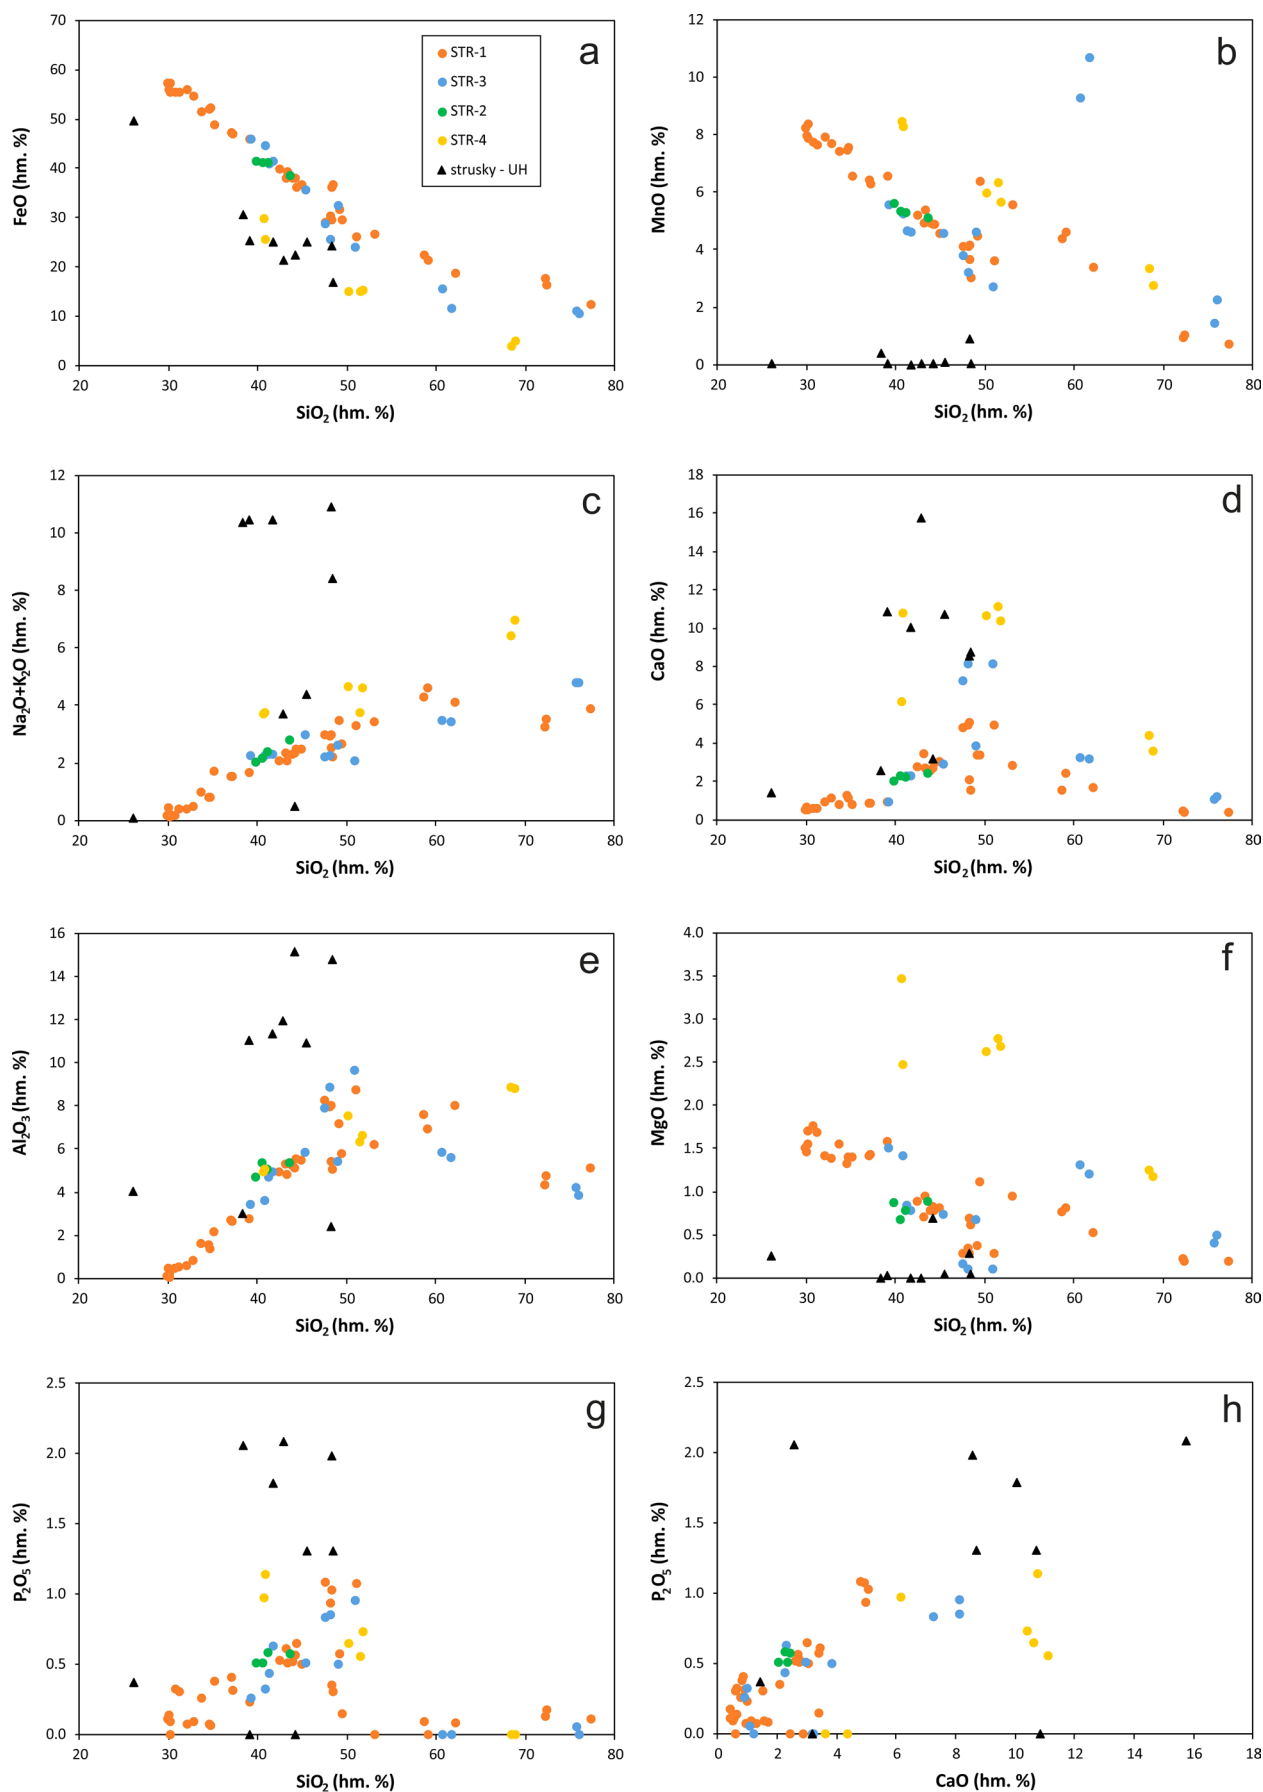 a
70
60
50
40
30
20
10
0
FeO (hm. %)
STR-1
STR-3
STR-2
STR-4
strusky - UH
20 30 40 50 60 70 80
SiO₂ (hm. %)
b
12
10
8
6
4
2
0
MnO (hm. %)
20 30 40 50 60 70 80
SiO₂ (hm. %)
c
12
10
8
6
4
2
0
Na₂O+K₂O (hm. %)
20 30 40 50 60 70 80
SiO₂ (hm. %)
d
18
16
14
12
10
8
6
4
2
0
CaO (hm. %)
20 30 40 50 60 70 80
SiO₂ (hm. %)
e
16
14
12
10
8
6
4
2
0
Al₂O₃ (hm. %)
20 30 40 50 60 70 80
SiO₂ (hm. %)
f
4.0
3.5
3.0
2.5
2.0
1.5
1.0
0.5
0.0
MgO (hm. %)
20 30 40 50 60 70 80
SiO₂ (hm. %)
g
2.5
2.0
1.5
1.0
0.5
0.0
P₂O₅ (hm. %)
20 30 40 50 60 70 80
SiO₂ (hm. %)
h
2.5
2.0
1.5
1.0
0.5
0.0
P₂O₅ (hm. %)
0 2 4 6 8 10 12 14 16 18
CaO (hm. %)